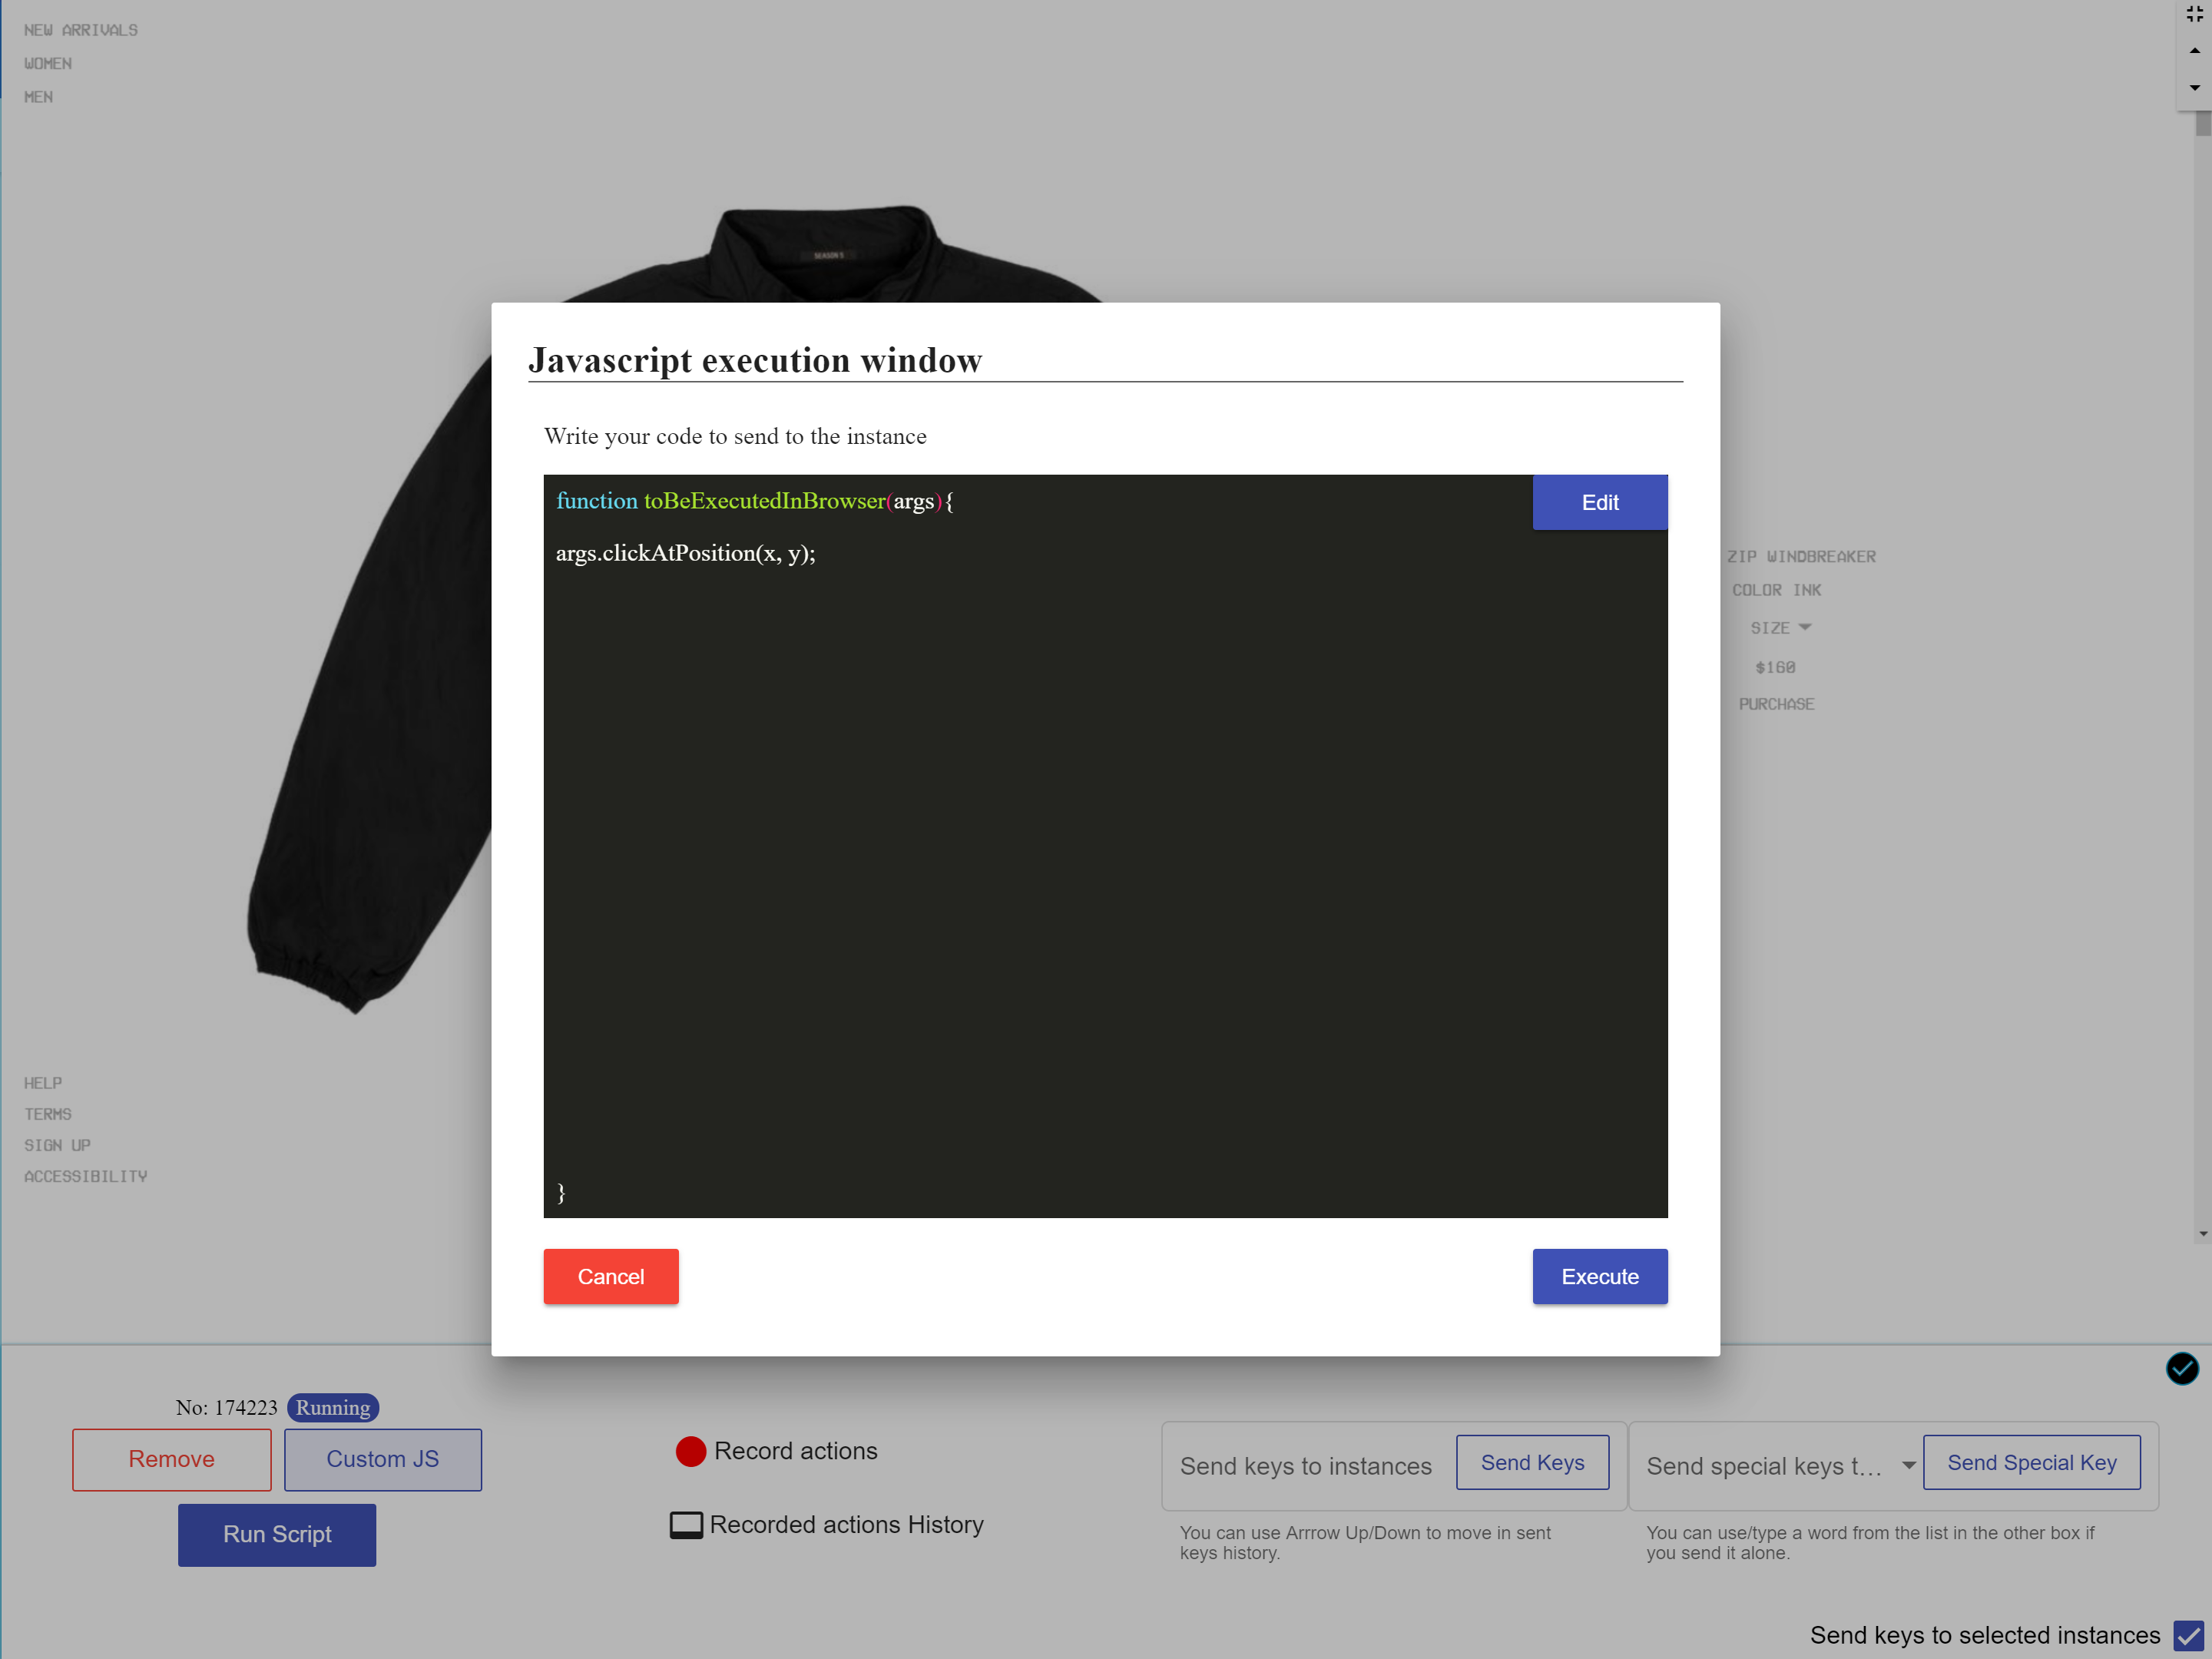 NEW ARRIVALS
WOMEN
MEN
SEASON 5
Javascript execution window
Write your code to send to the instance
function toBeExecutedInBrowser(args){
Edit
args.clickAtPosition(x, y);
}
Cancel
Execute
ZIP WINDBREAKER
COLOR INK
SIZE
$160
PURCHASE
HELP
TERMS
SIGN UP
ACCESSIBILITY
No: 174223 Running
Remove
Custom JS
Run Script
Record actions
Recorded actions History
Send keys to instances
Send Keys
You can use Arrrow Up/Down to move in sent
keys history.
Send special keys t...
Send Special Key
You can use/type a word from the list in the other box if
you send it alone.
Send keys to selected instances